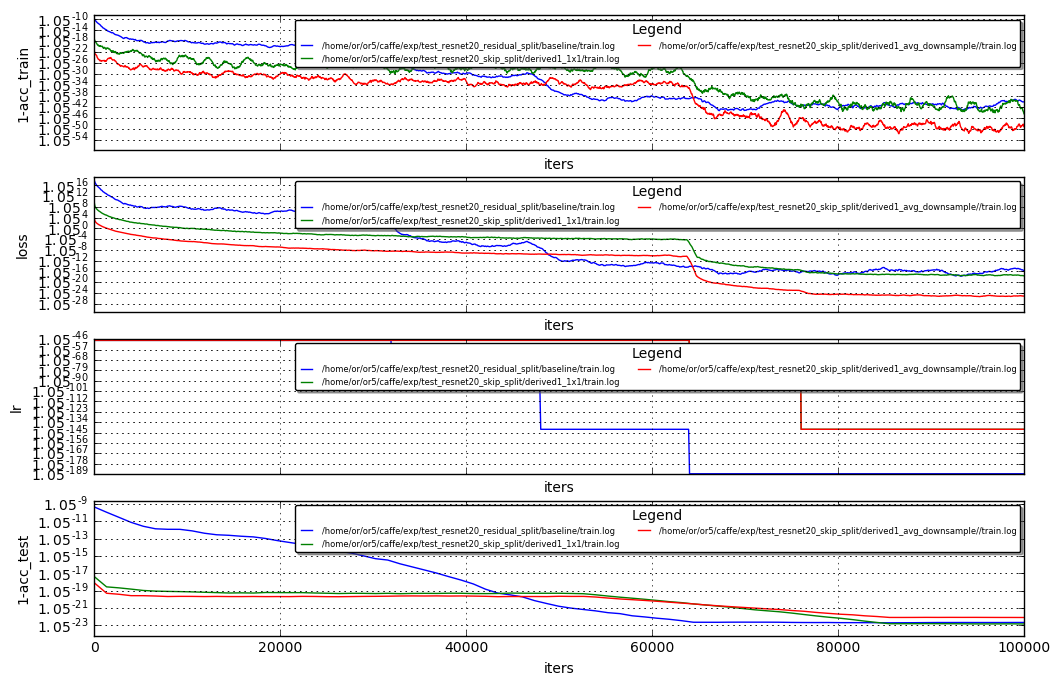 1.05^-10
1.05^-14
1.05^-18
1.05^-22
1.05^-26
1.05^-30
1.05^-34
1.05^-38
1.05^-42
1.05^-46
1.05^-50
1.05^-54
1-acc_train
Legend
/home/or/or5/caffe/exp/test_resnet20_residual_split/baseline/train.log
/home/or/or5/caffe/exp/test_resnet20_skip_split/derived1_avg_downsample//train.log
/home/or/or5/caffe/exp/test_resnet20_skip_split/derived1_1x1/train.log
iters
1.05^16
1.05^12
1.05^8
1.05^4
1.05^0
1.05^-4
1.05^-8
1.05^-12
1.05^-16
1.05^-20
1.05^-24
1.05^-28
loss
Legend
/home/or/or5/caffe/exp/test_resnet20_residual_split/baseline/train.log
/home/or/or5/caffe/exp/test_resnet20_skip_split/derived1_avg_downsample//train.log
/home/or/or5/caffe/exp/test_resnet20_skip_split/derived1_1x1/train.log
iters
1.05^-46
1.05^-57
1.05^-68
1.05^-79
1.05^-90
1.05^-101
1.05^-112
1.05^-123
1.05^-134
1.05^-145
1.05^-156
1.05^-167
1.05^-178
1.05^-189
lr
Legend
/home/or/or5/caffe/exp/test_resnet20_residual_split/baseline/train.log
/home/or/or5/caffe/exp/test_resnet20_skip_split/derived1_avg_downsample//train.log
/home/or/or5/caffe/exp/test_resnet20_skip_split/derived1_1x1/train.log
iters
1.05^-9
1.05^-11
1.05^-13
1.05^-15
1.05^-17
1.05^-19
1.05^-21
1.05^-23
1-acc_test
Legend
/home/or/or5/caffe/exp/test_resnet20_residual_split/baseline/train.log
/home/or/or5/caffe/exp/test_resnet20_skip_split/derived1_avg_downsample//train.log
/home/or/or5/caffe/exp/test_resnet20_skip_split/derived1_1x1/train.log
0 20000 40000 60000 80000 100000
iters